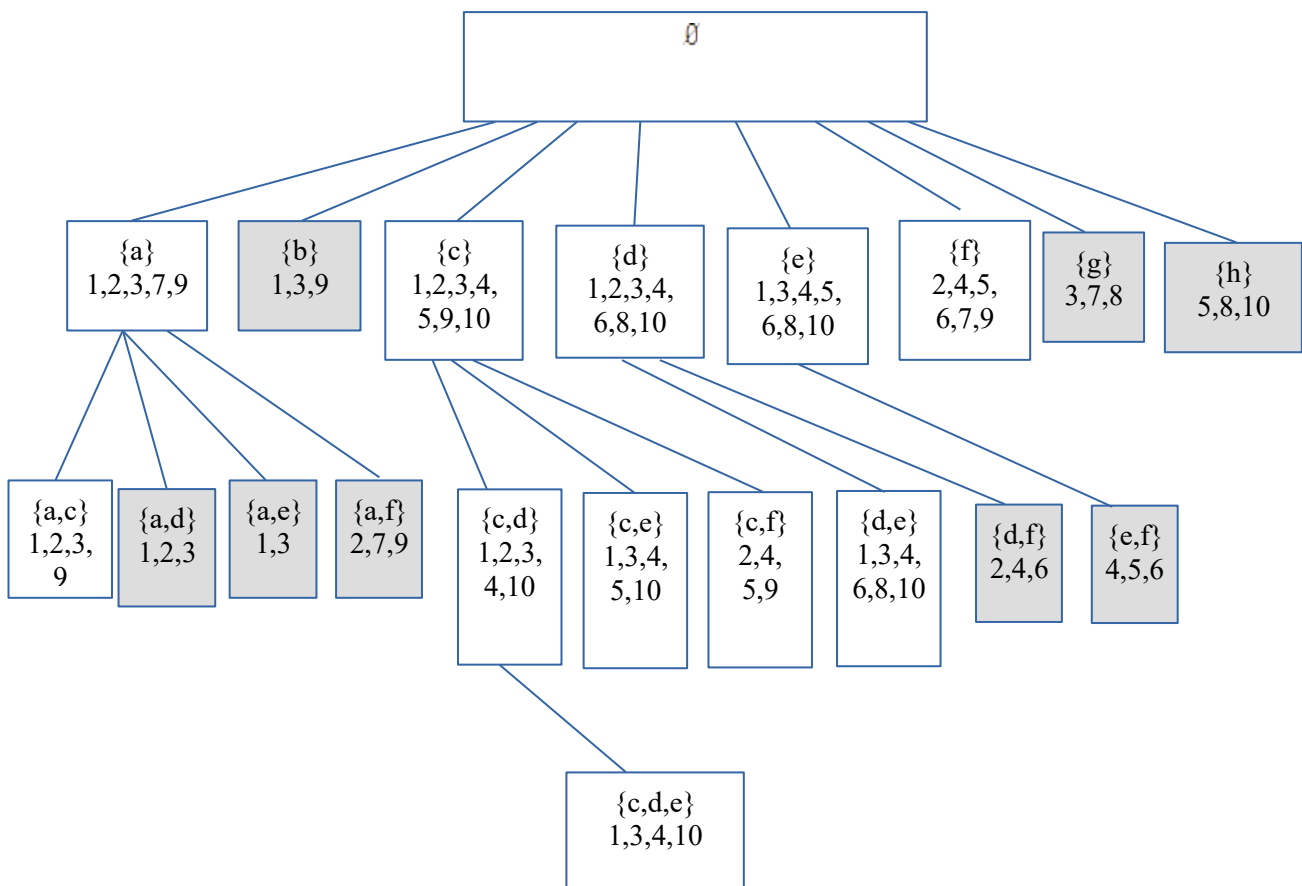 Ø
{a}
1,2,3,7,9
{b}
1,3,9
{c}
1,2,3,4,
5,9,10
{d}
1,2,3,4,
6,8,10
{e}
1,3,4,5,
6,8,10
{f}
2,4,5,
6,7,9
{g}
3,7,8
{h}
5,8,10
{a,c}
1,2,3,
9
{a,d}
1,2,3
{a,e}
1,3
{a,f}
2,7,9
{c,d}
1,2,3,
4,10
{c,e}
1,3,4,
5,10
{c,f}
2,4,
5,9
{d,e}
1,3,4,
6,8,10
{d,f}
2,4,6
{e,f}
4,5,6
{c,d,e}
1,3,4,10